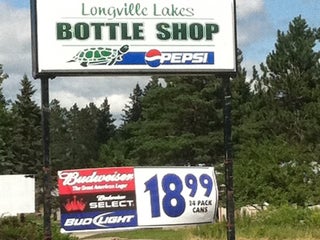 Longville Lakes
BOTTLE SHOP
PEPSI
Budweiser
The Great American Lager
Budweiser
SELECT
BUD LIGHT
18 99
24 PACK
CANS